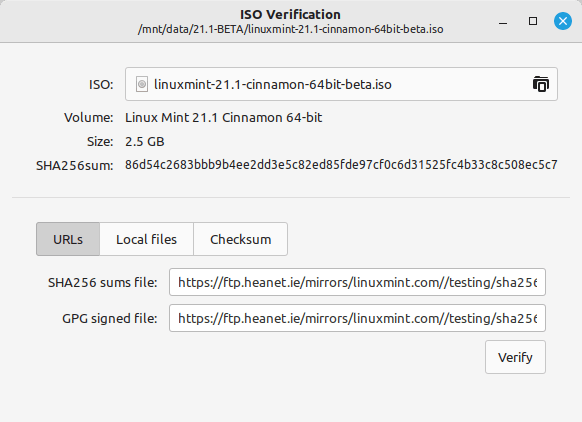 ISO Verification
/mnt/data/21.1-BETA/linuxmint-21.1-cinnamon-64bit-beta.iso
ISO: linuxmint-21.1-cinnamon-64bit-beta.iso
Volume: Linux Mint 21.1 Cinnamon 64-bit
Size: 2.5 GB
SHA256sum: 86d54c2683bbb9b4ee2dd3e5c82ed85fde97cf0c6d31525fc4b33c8c508ec5c7
URLs Local files Checksum
SHA256 sums file: https://ftp.heanet.ie/mirrors/linuxmint.com//testing/sha256
GPG signed file: https://ftp.heanet.ie/mirrors/linuxmint.com//testing/sha256
Verify